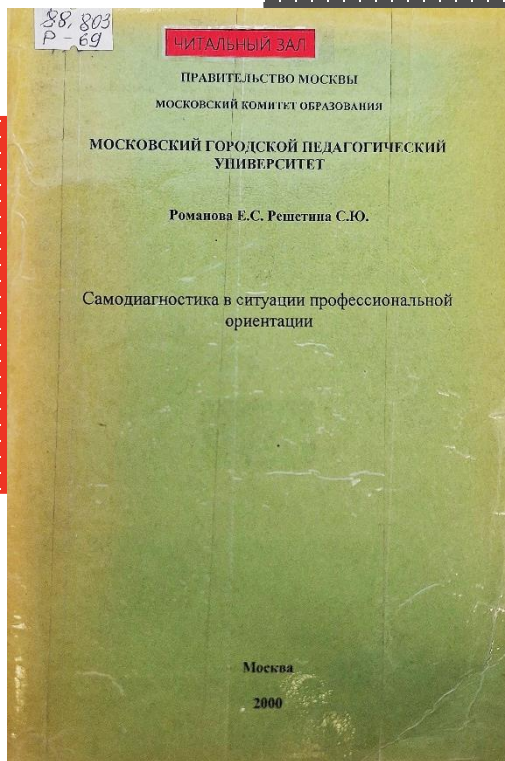 88,803
Р-69
ЧИТАЛЬНЫЙ ЗАЛ
ПРАВИТЕЛЬСТВО МОСКВЫ
МОСКОВСКИЙ КОМИТЕТ ОБРАЗОВАНИЯ
МОСКОВСКИЙ ГОРОДСКОЙ ПЕДАГОГИЧЕСКИЙ
УНИВЕРСИТЕТ
Романова Е.С. Решетина С.Ю.
Самодиагностика в ситуации профессиональной
ориентации
Москва
2000